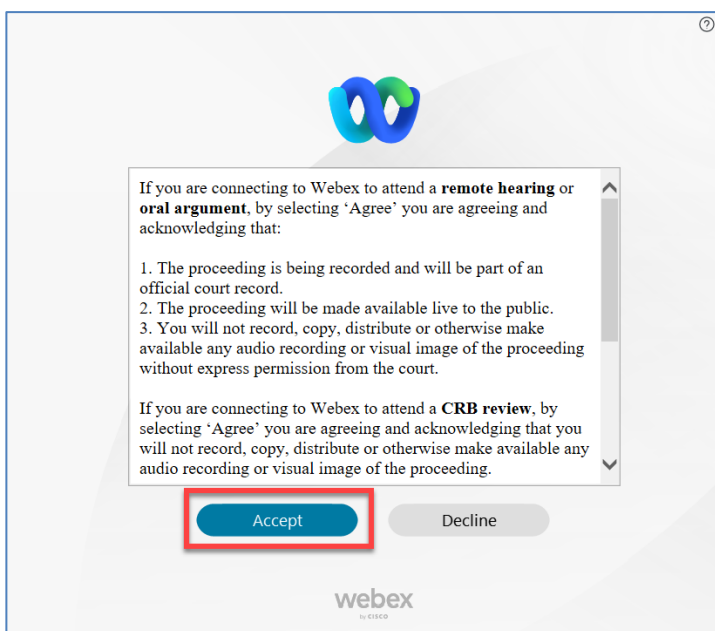 ?
If you are connecting to Webex to attend a remote hearing or
oral argument, by selecting ‘Agree’ you are agreeing and
acknowledging that:
1. The proceeding is being recorded and will be part of an
official court record.
2. The proceeding will be made available live to the public.
3. You will not record, copy, distribute or otherwise make
available any audio recording or visual image of the proceeding
without express permission from the court.
If you are connecting to Webex to attend a CRB review, by
selecting ‘Agree’ you are agreeing and acknowledging that you
will not record, copy, distribute or otherwise make available any
audio recording or visual image of the proceeding.
Accept Decline
webex
by CISCO